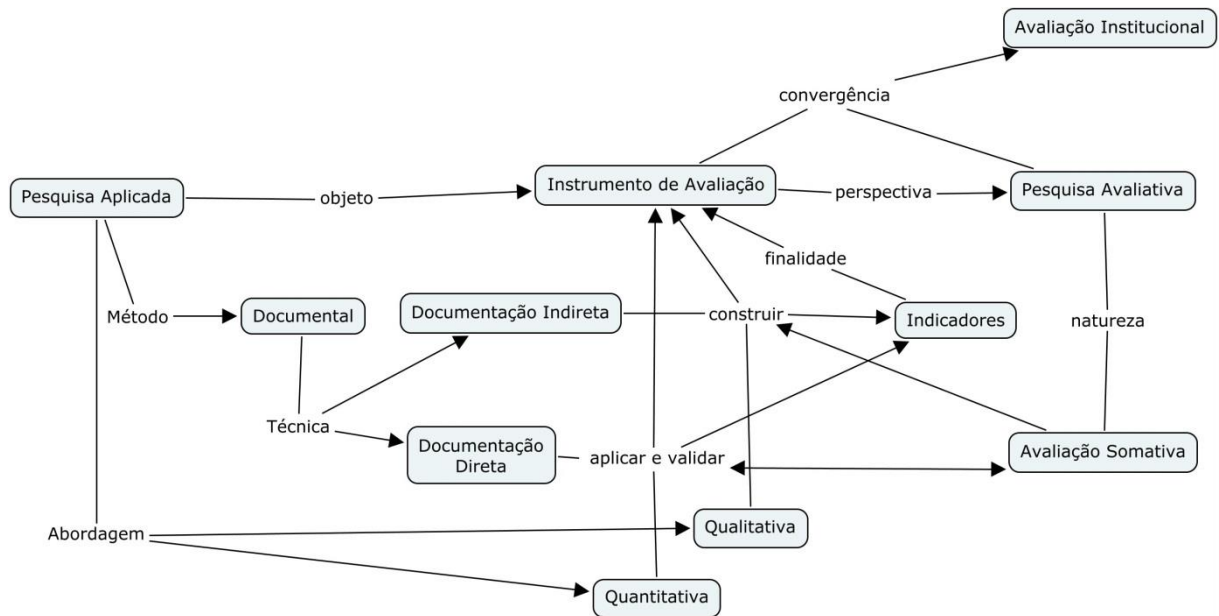 Avaliação Institucional
convergência
Pesquisa Aplicada
objeto
Instrumento de Avaliação
perspectiva
Pesquisa Avaliativa
finalidade
Método
Documental
Documentação Indireta
construir
Indicadores
natureza
Técnica
Documentação
Direta
aplicar e validar
Avaliação Somativa
Abordagem
Qualitativa
Quantitativa